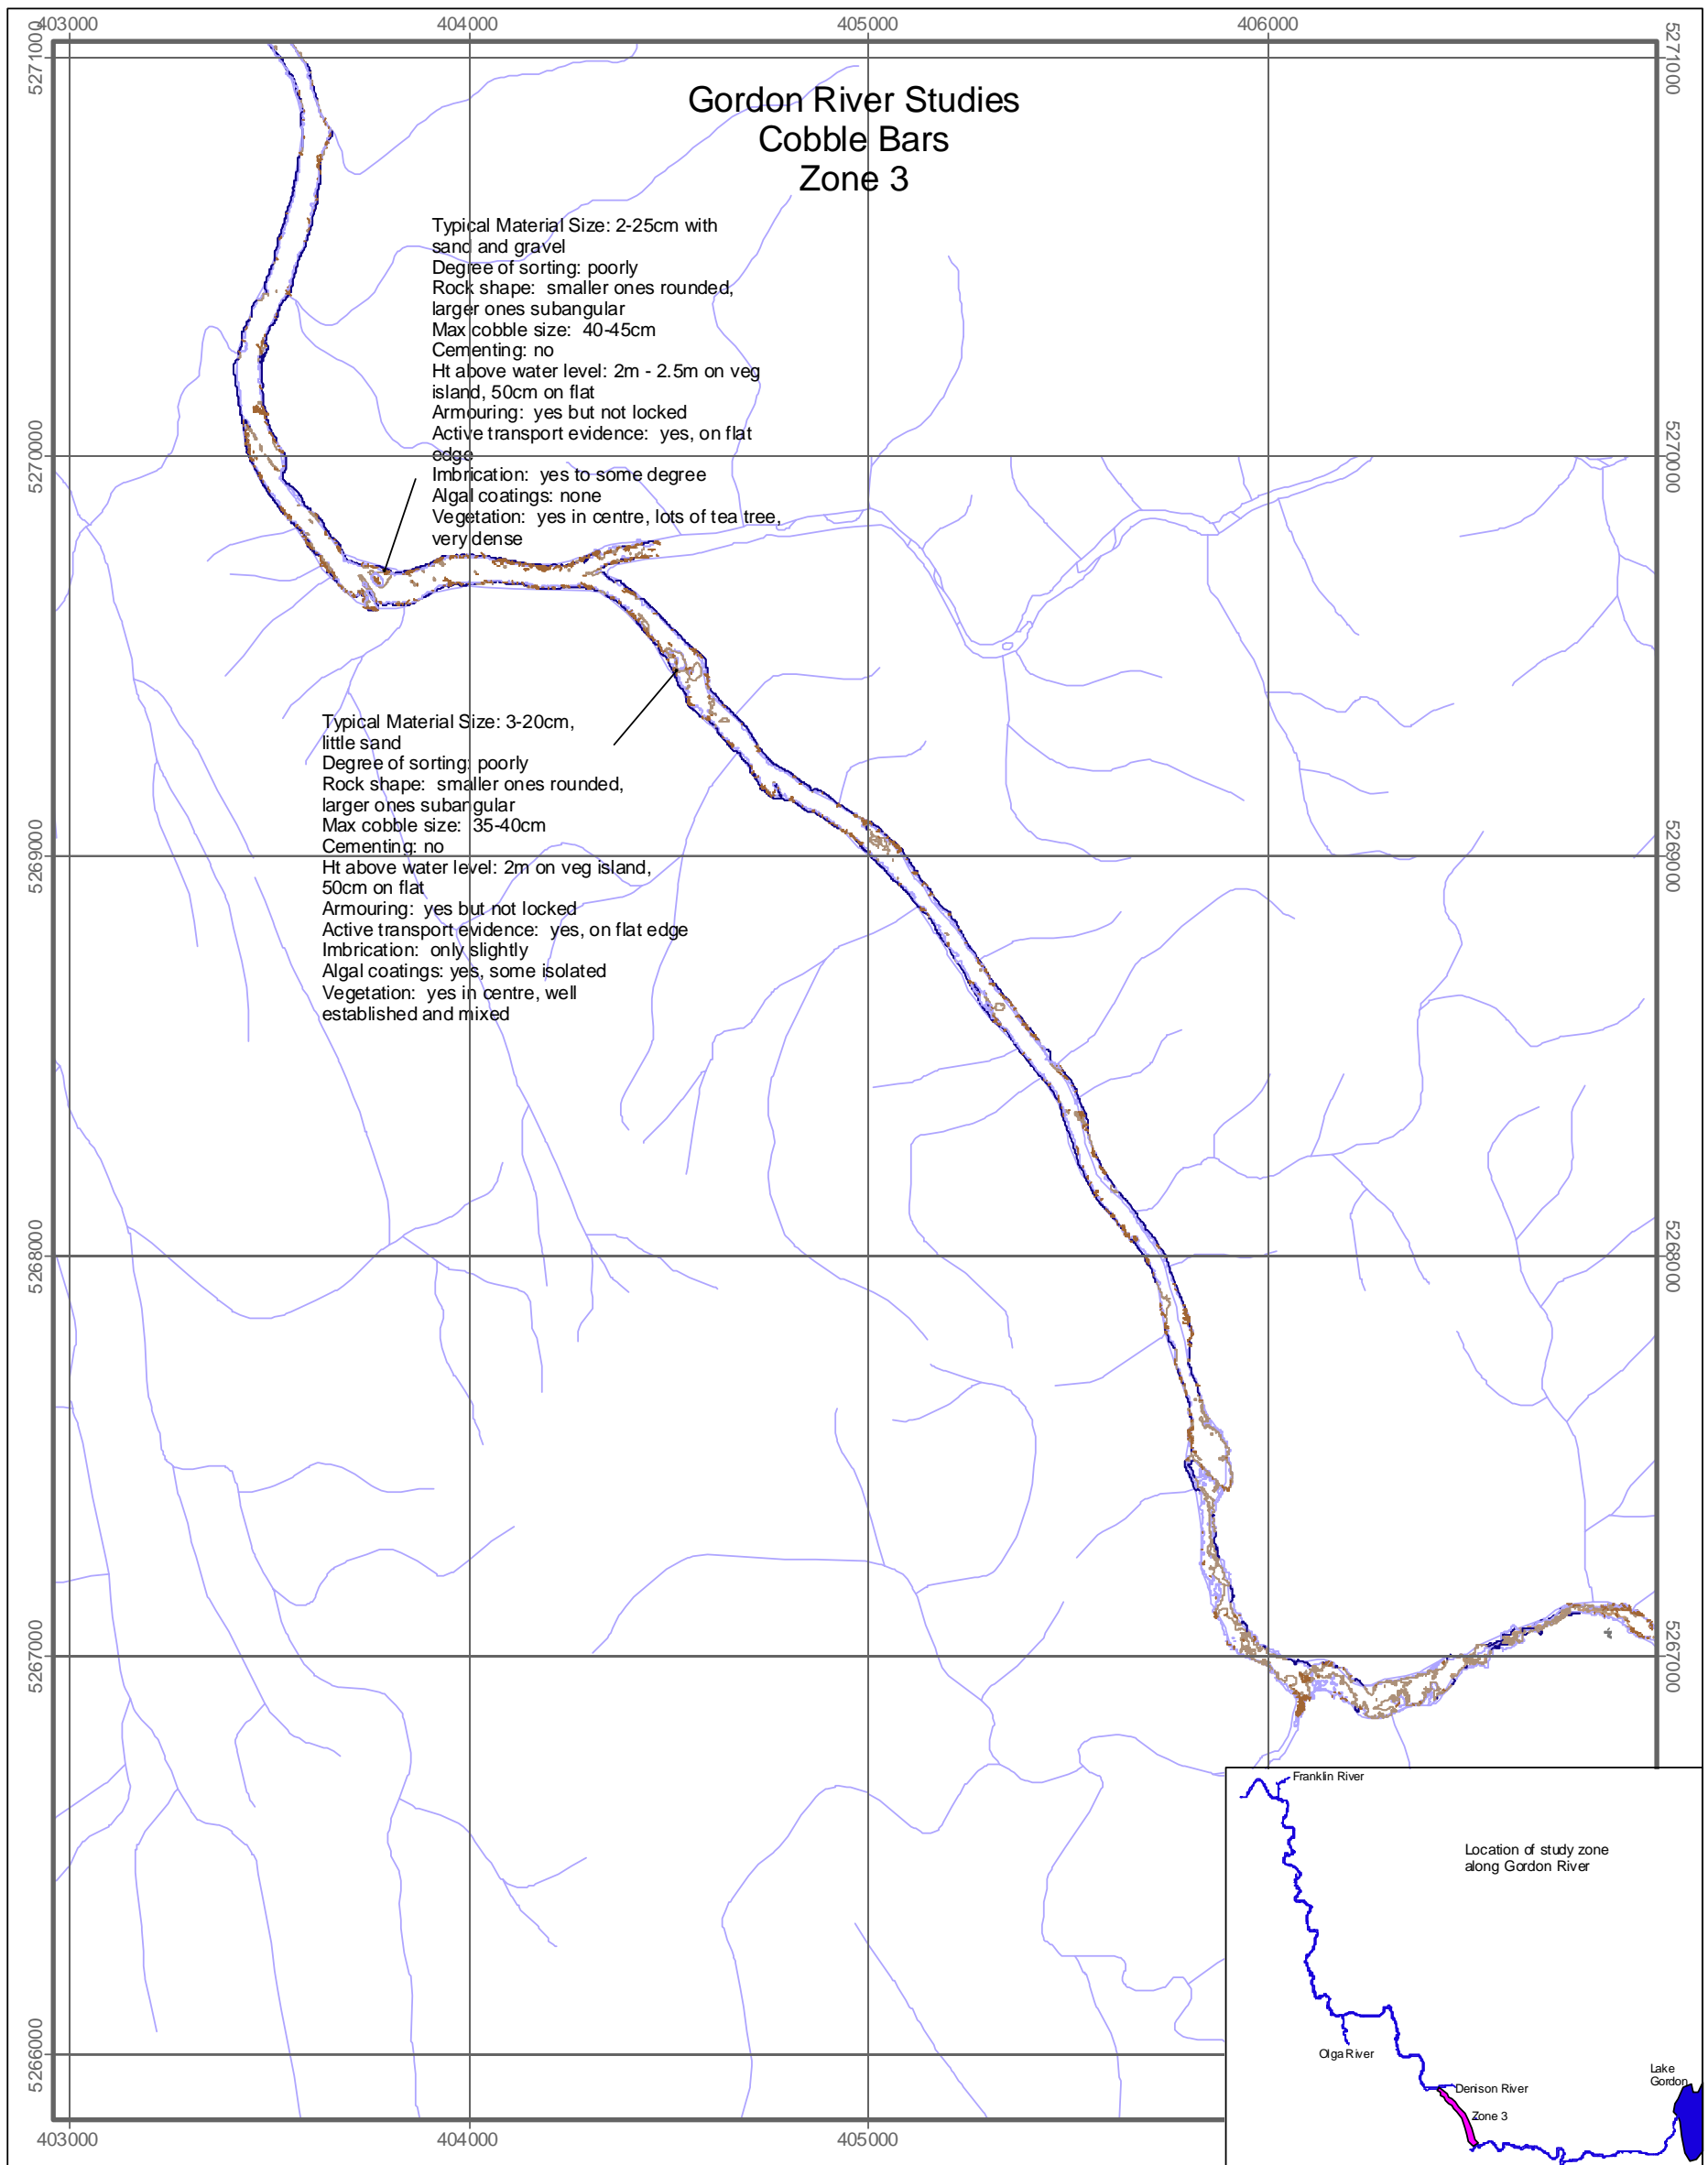 403000
404000
405000
406000
5271000
5271000
Gordon River Studies
Cobble Bars
Zone 3
Typical Material Size: 2-25cm with
sand and gravel
Degree of sorting: poorly
Rock shape: smaller ones rounded,
larger ones subangular
Max cobble size: 40-45cm
Cementing: no
Ht above water level: 2m - 2.5m on veg
island, 50cm on flat
Armouring: yes but not locked
Active transport evidence: yes, on flat
edge
Imbrication: yes to some degree
Algal coatings: none
Vegetation: yes in centre, lots of tea tree,
very dense
5270000
5270000
Typical Material Size: 3-20cm,
little sand
Degree of sorting: poorly
Rock shape: smaller ones rounded,
larger ones subangular
Max cobble size: 35-40cm
Cementing: no
Ht above water level: 2m on veg island,
50cm on flat
Armouring: yes but not locked
Active transport evidence: yes, on flat edge
Imbrication: only slightly
Algal coatings: yes, some isolated
Vegetation: yes in centre, well
established and mixed
5269000
5269000
5268000
5268000
5267000
5267000
5266000
Franklin River
Location of study zone
along Gordon River
Olga River
Lake
Gordon
Denison River
Zone 3
403000
404000
405000